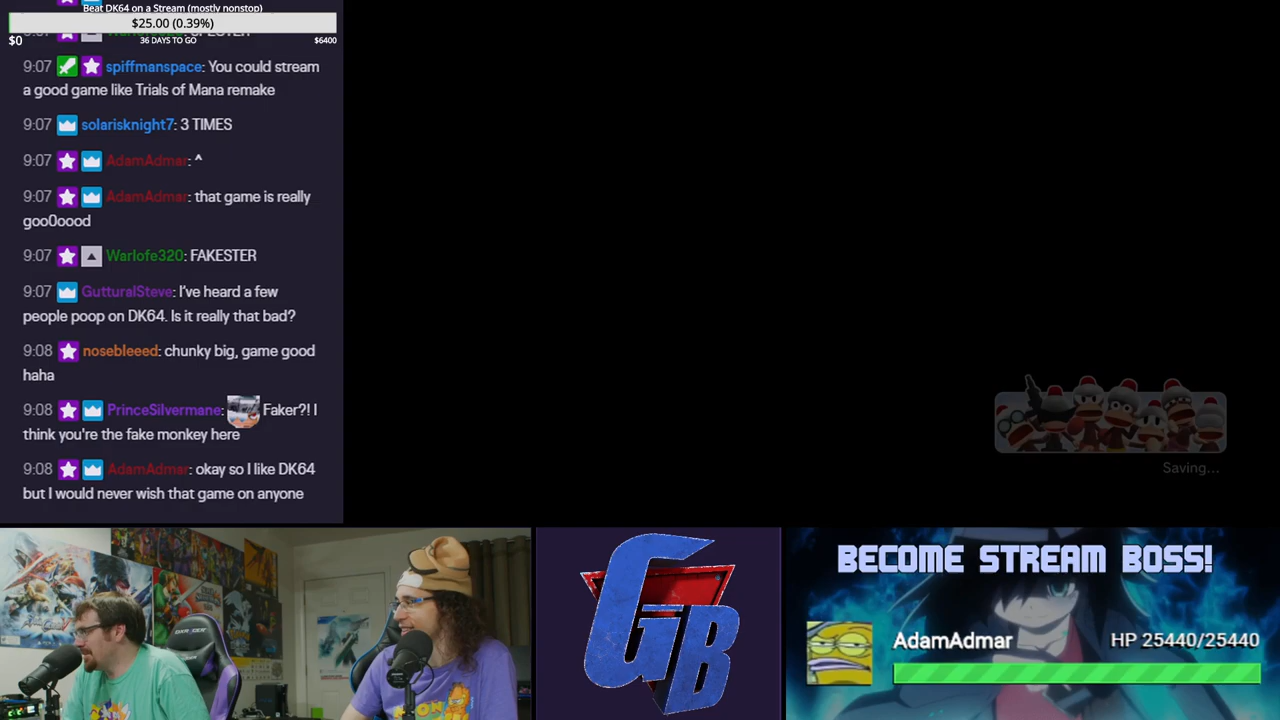 Beat DK64 on a Stream (mostly nonstop)
$25.00 (0.39%)
$0 36 DAYS TO GO $6400
9:07 spiffmanspace: You could stream
a good game like Trials of Mana remake
9:07 solarisknight7: 3 TIMES
9:07 AdamAdmar: ^
9:07 AdamAdmar: that game is really
goo0oood
9:07 Warlofe320: FAKESTER
9:07 GutturalSteve: I've heard a few
people poop on DK64. Is it really that bad?
9:08 nosebleeed: chunky big, game good
haha
9:08 PrinceSilvermane: Faker?! I
think you're the fake monkey here
9:08 AdamAdmar: okay so I like DK64
but I would never wish that game on anyone
Saving...
GB
BECOME STREAM BOSS!
AdamAdmar HP 25440/25440